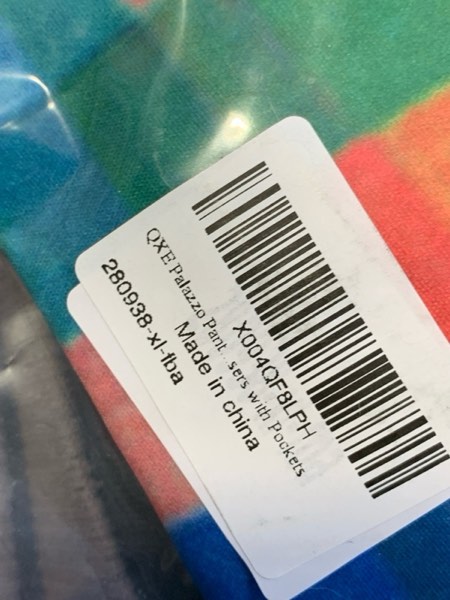 X004QF8LPH
QXE Palazzo Pant...sers with Pockets
Made in china
280938-xl-fba